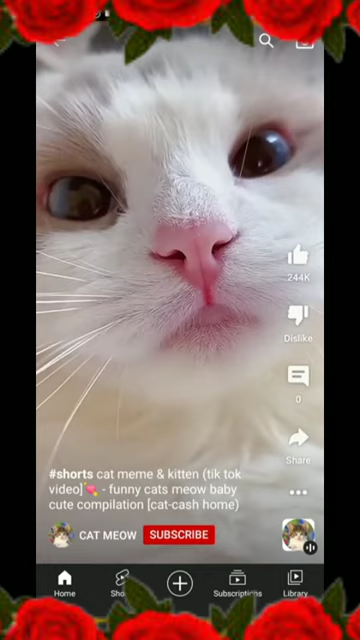 244K
Dislike
0
Share
#shorts cat meme & kitten (tik tok
video]💘 - funny cats meow baby
cute compilation [cat-cash home)
CAT MEOW SUBSCRIBE
Home Sho Subscriptions Library